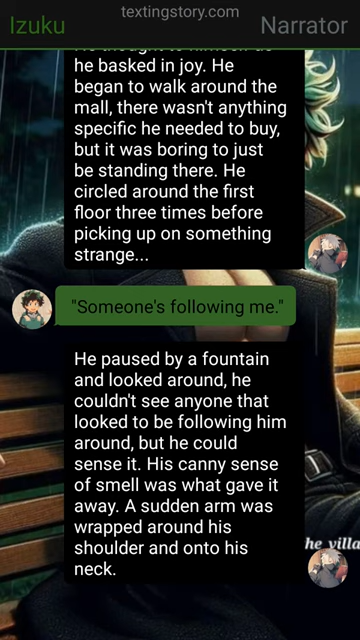 textingstory.com
Izuku
Narrator
he basked in joy. He
began to walk around the
mall, there wasn't anything
specific he needed to buy,
but it was boring to just
be standing there. He
circled around the first
floor three times before
picking up on something
strange...
"Someone's following me."
He paused by a fountain
and looked around, he
couldn't see anyone that
looked to be following him
around, but he could
sense it. His canny sense
of smell was what gave it
away. A sudden arm was
wrapped around his
shoulder and onto his
neck.
he villa